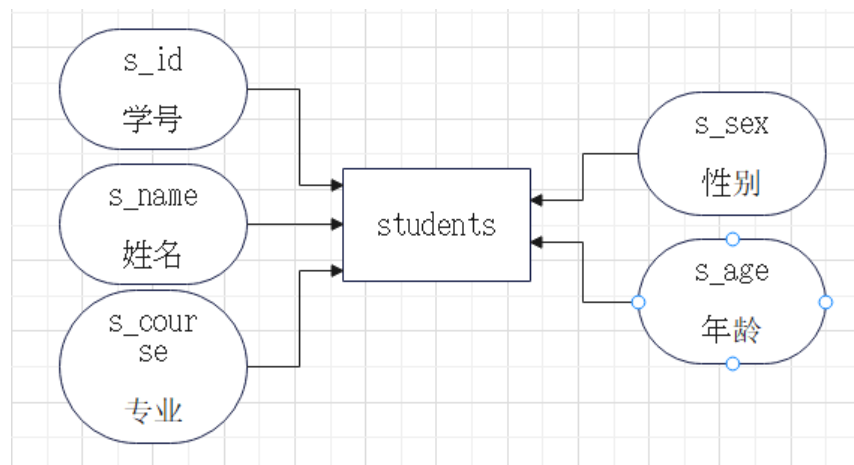 s_id
学号
s_name
姓名
s_cour
se
专业
students
s_sex
性别
s_age
年龄